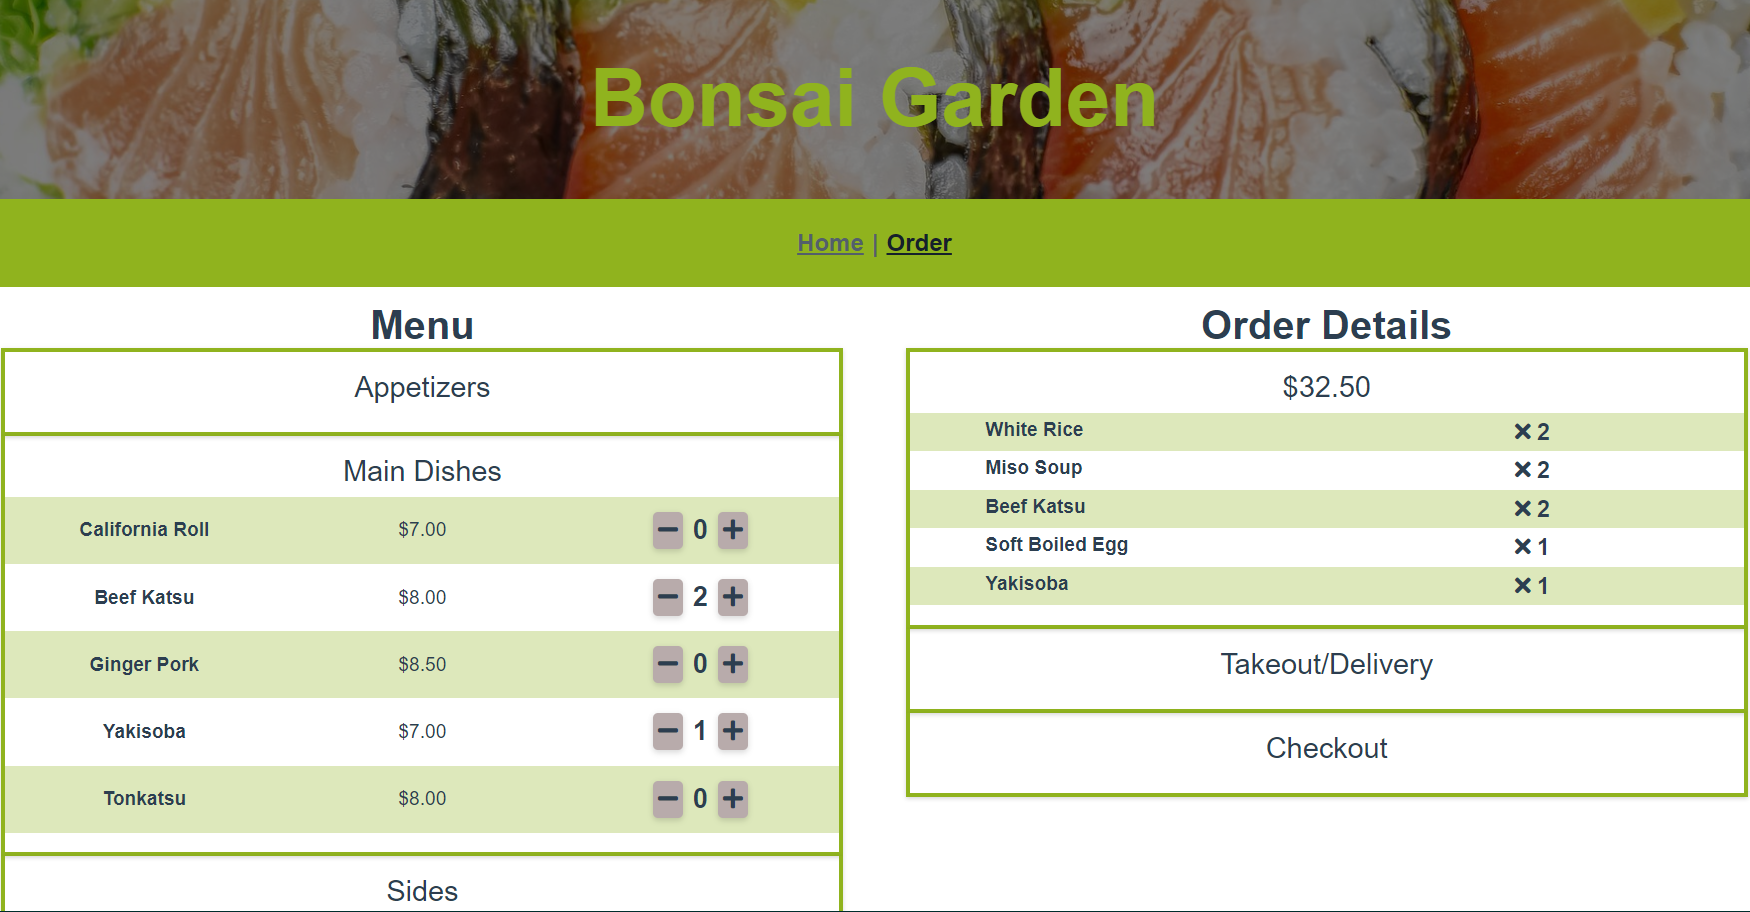 Bonsai Garden
Home | Order
Menu
Appetizers
Main Dishes
California Roll $7.00 0
Beef Katsu $8.00 2
Ginger Pork $8.50 0
Yakisoba $7.00 1
Tonkatsu $8.00 0
Sides
Order Details
$32.50
White Rice × 2
Miso Soup × 2
Beef Katsu × 2
Soft Boiled Egg × 1
Yakisoba × 1
Takeout/Delivery
Checkout